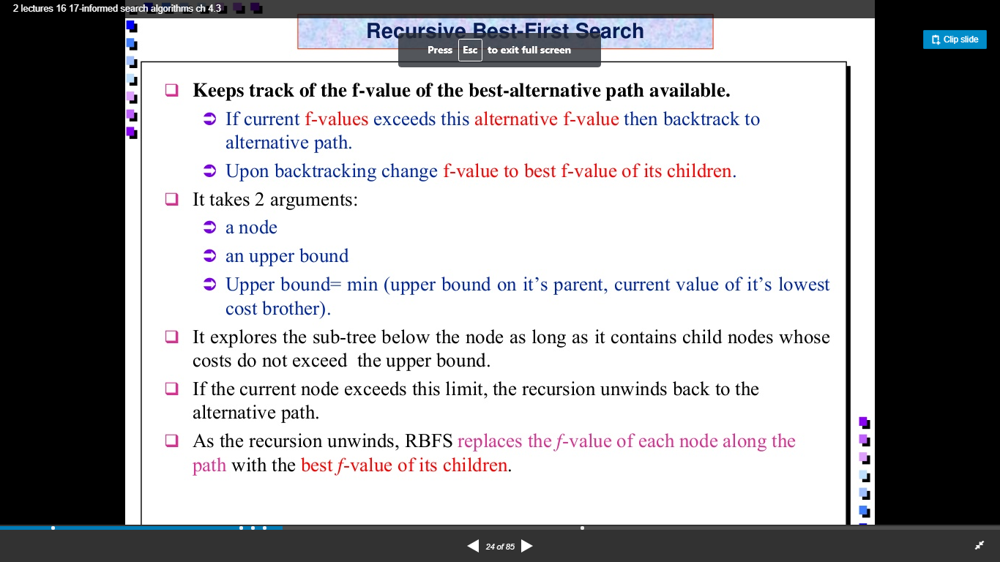 2 lectures 16 17-informed search algorithms ch 4.3
Recursive Best-First Search
Press Esc to exit full screen
Clip slide
Keeps track of the f-value of the best-alternative path available.
If current f-values exceeds this alternative f-value then backtrack to
alternative path.
Upon backtracking change f-value to best f-value of its children.
It takes 2 arguments:
a node
an upper bound
Upper bound= min (upper bound on it’s parent, current value of it’s lowest
cost brother).
It explores the sub-tree below the node as long as it contains child nodes whose
costs do not exceed the upper bound.
If the current node exceeds this limit, the recursion unwinds back to the
alternative path.
As the recursion unwinds, RBFS replaces the f-value of each node along the
path with the best f-value of its children.
24 of 85